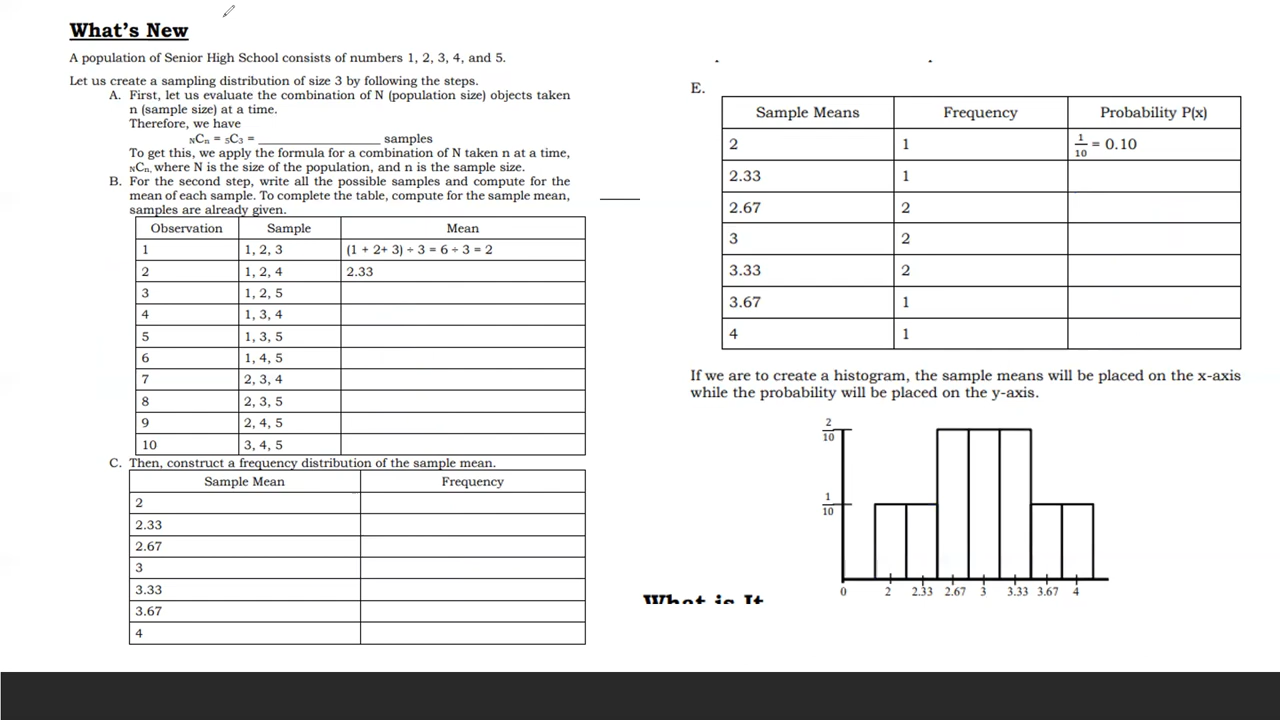 What's New
A population of Senior High School consists of numbers 1, 2, 3, 4, and 5.
Let us create a sampling distribution of size 3 by following the steps.
A. First, let us evaluate the combination of N (population size) objects taken
n (sample size) at a time.
Therefore, we have
NCn = 5C3 = __________________ samples
To get this, we apply the formula for a combination of N taken n at a time,
NCn, where N is the size of the population, and n is the sample size.
B. For the second step, write all the possible samples and compute for the
mean of each sample. To complete the table, compute for the sample mean,
samples are already given.
Observation Sample Mean
1 1, 2, 3 (1 + 2+ 3) ÷ 3 = 6 ÷ 3 = 2
2 1, 2, 4 2.33
3 1, 2, 5
4 1, 3, 4
5 1, 3, 5
6 1, 4, 5
7 2, 3, 4
8 2, 3, 5
9 2, 4, 5
10 3, 4, 5
C. Then, construct a frequency distribution of the sample mean.
Sample Mean Frequency
2
2.33
2.67
3
3.33
3.67
4
E.
Sample Means Frequency Probability P(x)
2 1 1/10 = 0.10
2.33 1
2.67 2
3 2
3.33 2
3.67 1
4 1
If we are to create a histogram, the sample means will be placed on the x-axis
while the probability will be placed on the y-axis.
2/10
1/10
0 2 2.33 2.67 3 3.33 3.67 4
What is It